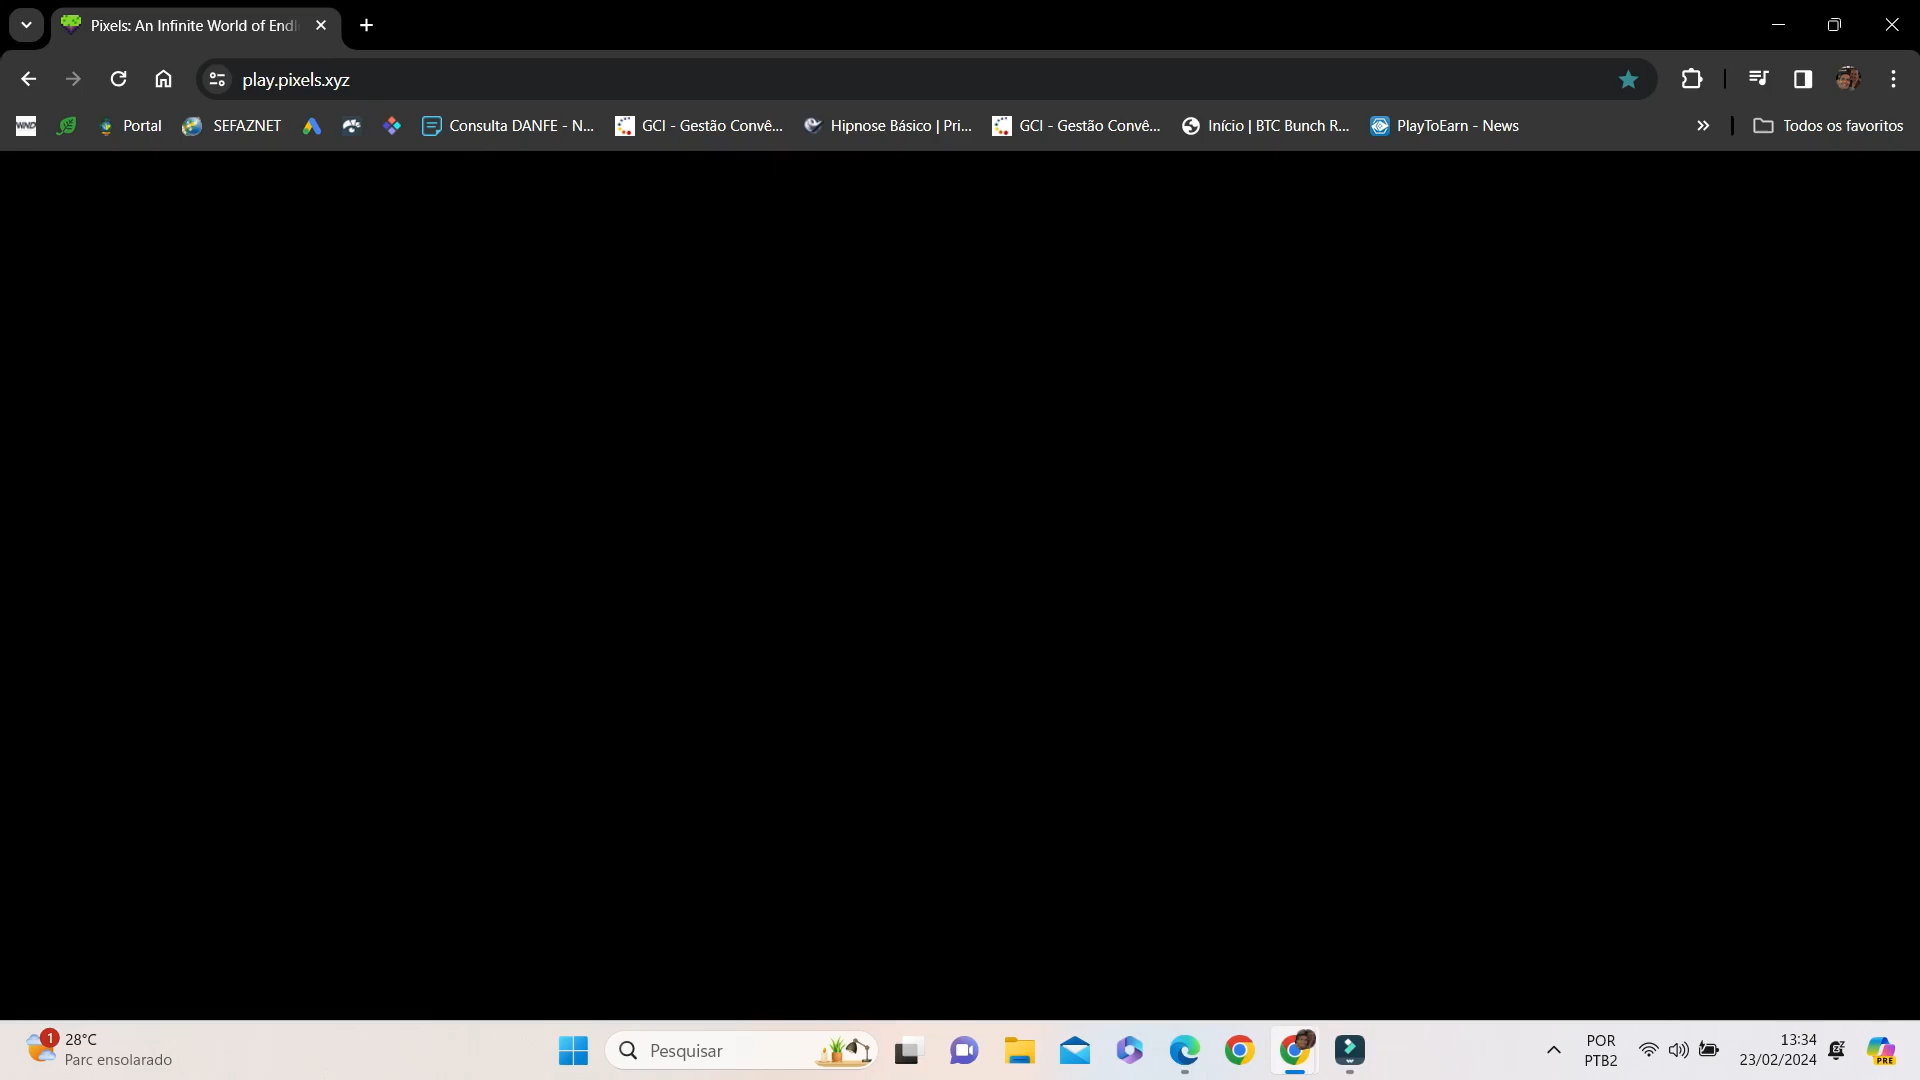 Pixels: An Infinite World of Endl
play.pixels.xyz
WND Portal SEFAZNET Consulta DANFE - N... GCI - Gestão Convê... Hipnose Básico | Pri... GCI - Gestão Convê... Início | BTC Bunch R... PlayToEarn - News Todos os favoritos
1 28°C
Parc ensolarado
Pesquisar
POR
PTB2
13:34
23/02/2024
PRE